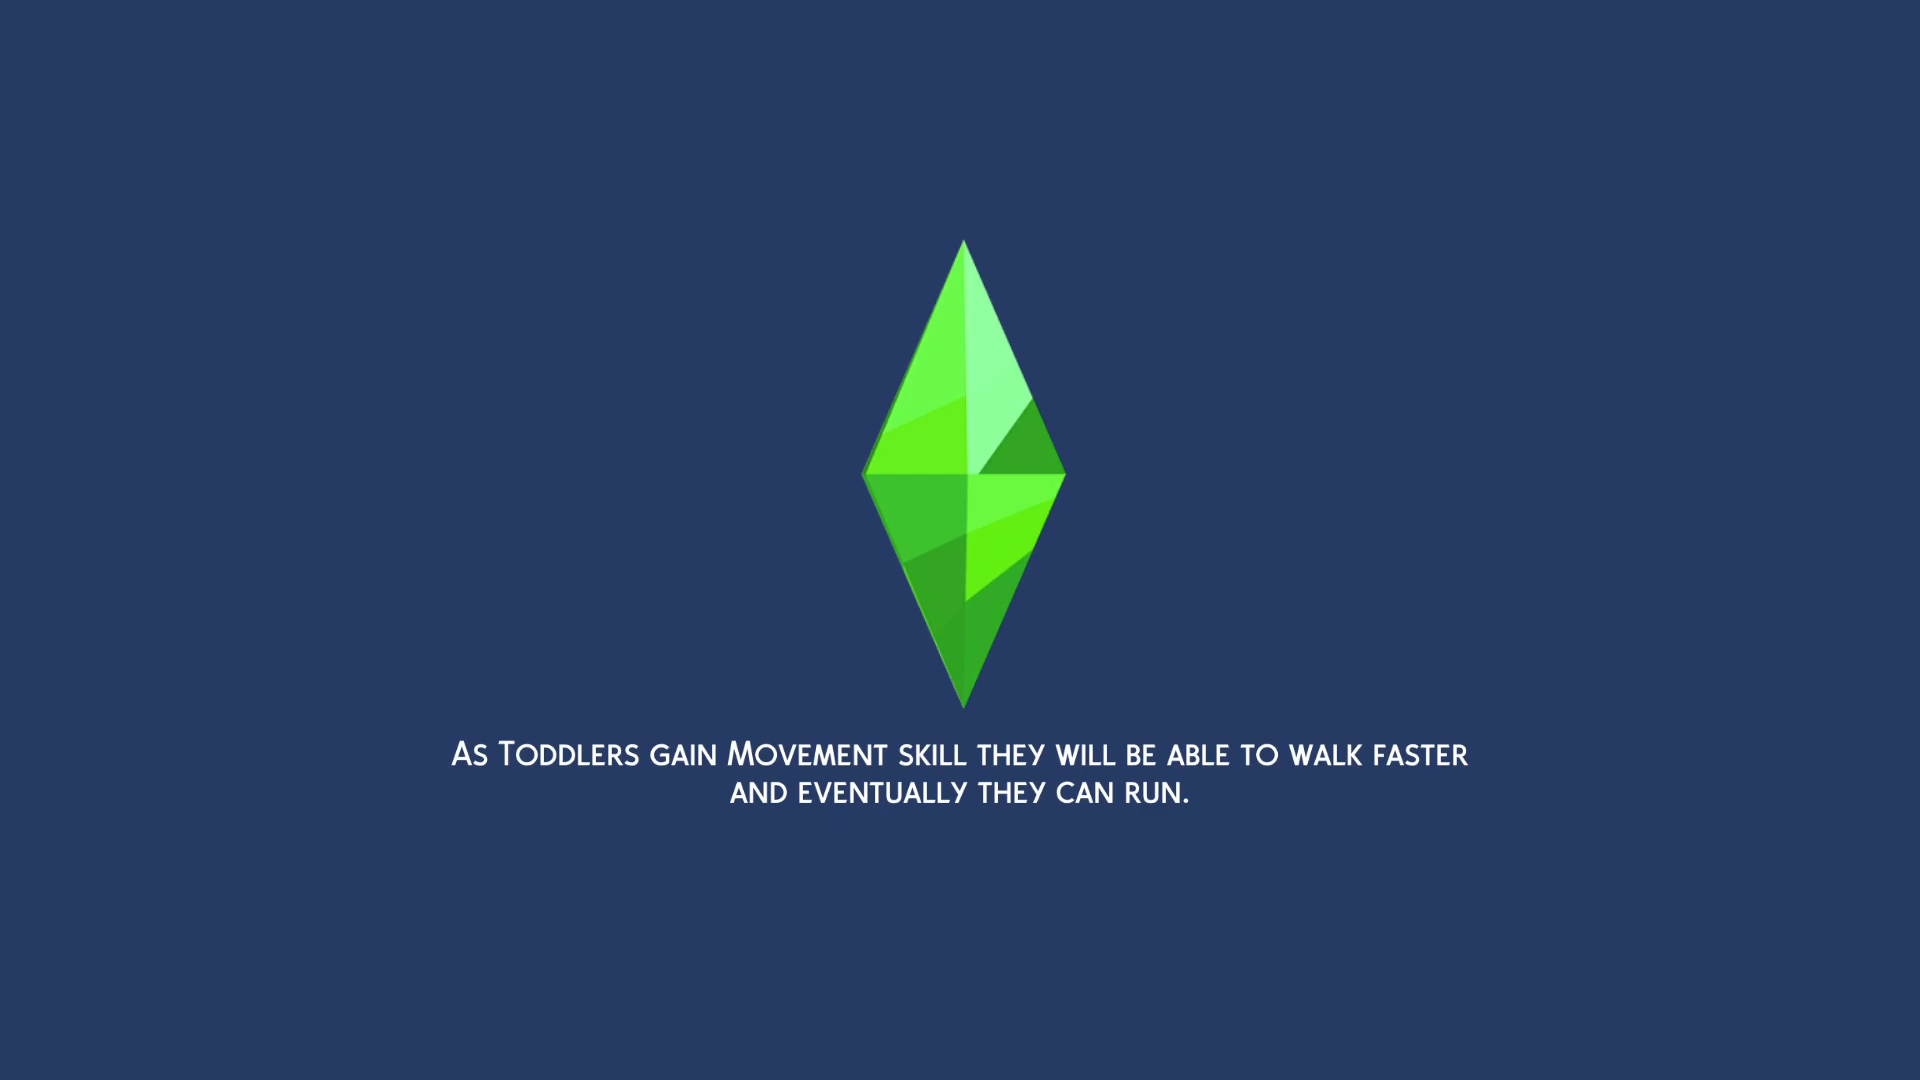 As Toddlers gain Movement skill they will be able to walk faster
and eventually they can run.